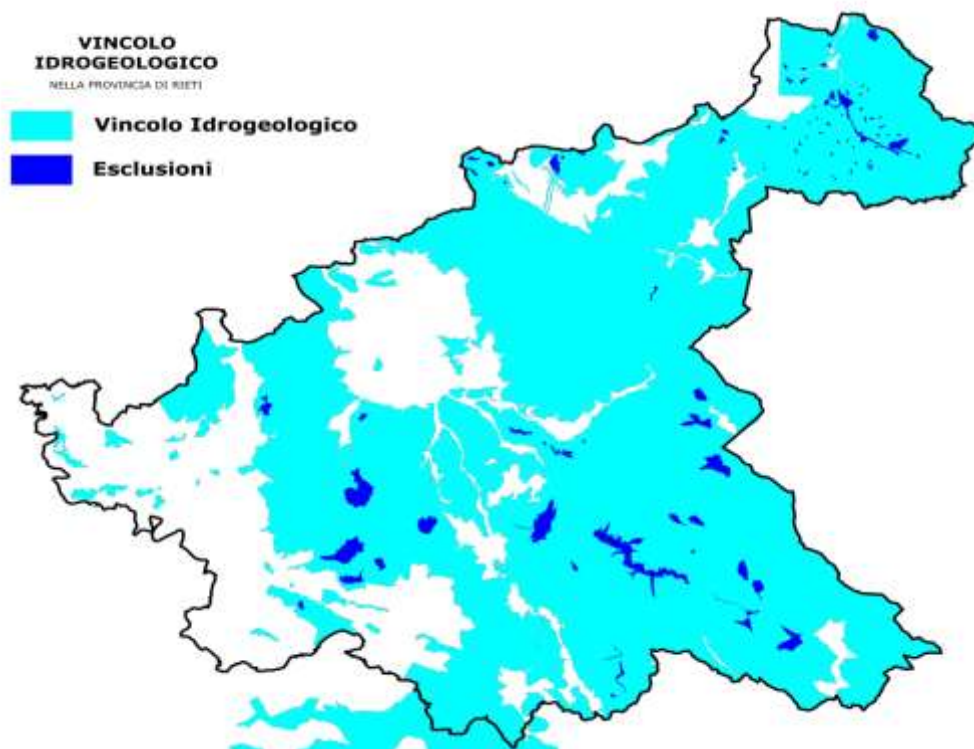 VINCOLO
IDROGEOLOGICO
NELLA PROVINCIA DI RIETI
Vincolo Idrogeologico
Esclusioni